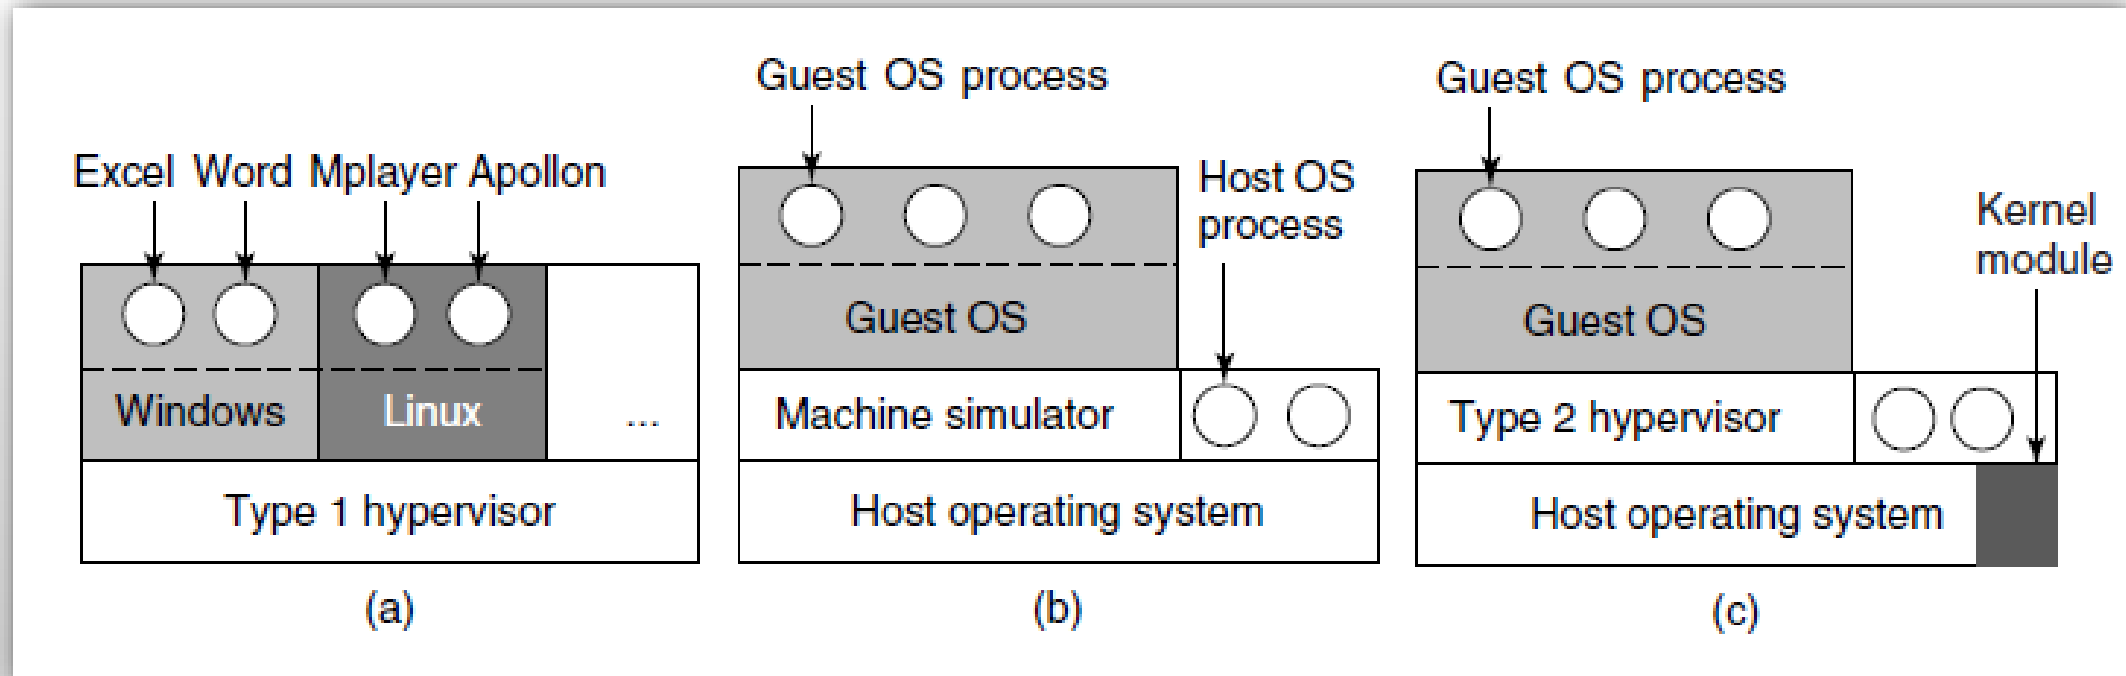 Excel Word Mplayer Apollon
Windows
Linux
...
Type 1 hypervisor
(a)
Guest OS process
Host OS
process
Guest OS
Machine simulator
Host operating system
(b)
Guest OS process
Kernel
module
Guest OS
Type 2 hypervisor
Host operating system
(c)